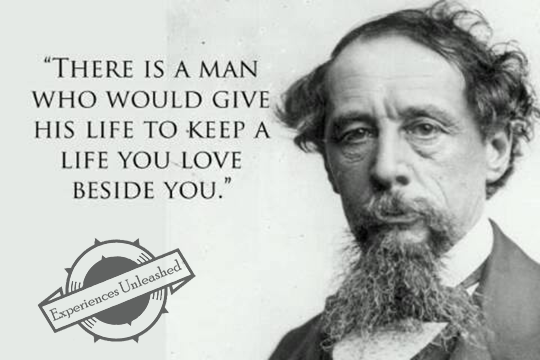 “There is a man
who would give
his life to keep a
life you love
beside you.”
Experiences Unleashed